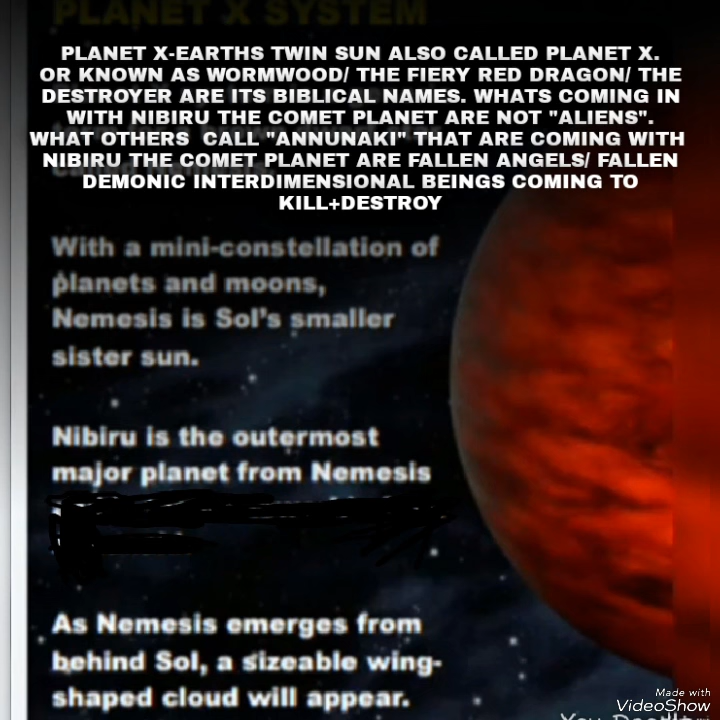 PLANET X SYSTEM
PLANET X-EARTHS TWIN SUN ALSO CALLED PLANET X.
OR KNOWN AS WORMWOOD/ THE FIERY RED DRAGON/ THE
DESTROYER ARE ITS BIBLICAL NAMES. WHATS COMING IN
WITH NIBIRU THE COMET PLANET ARE NOT "ALIENS".
WHAT OTHERS  CALL "ANNUNAKI" THAT ARE COMING WITH
NIBIRU THE COMET PLANET ARE FALLEN ANGELS/ FALLEN
DEMONIC INTERDIMENSIONAL BEINGS COMING TO
KILL+DESTROY
With a mini-constellation of
planets and moons,
Nemesis is Sol's smaller
sister sun.
Nibiru is the outermost
major planet from Nemesis
As Nemesis emerges from
behind Sol, a sizeable wing-
shaped cloud will appear.
Made with
VideoShow